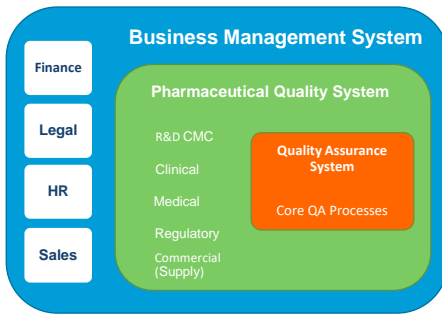 Business Management System
Finance
Legal
HR
Sales
Pharmaceutical Quality System
R&D CMC
Clinical
Medical
Regulatory
Commercial
(Supply)
Quality Assurance
System
Core QA Processes